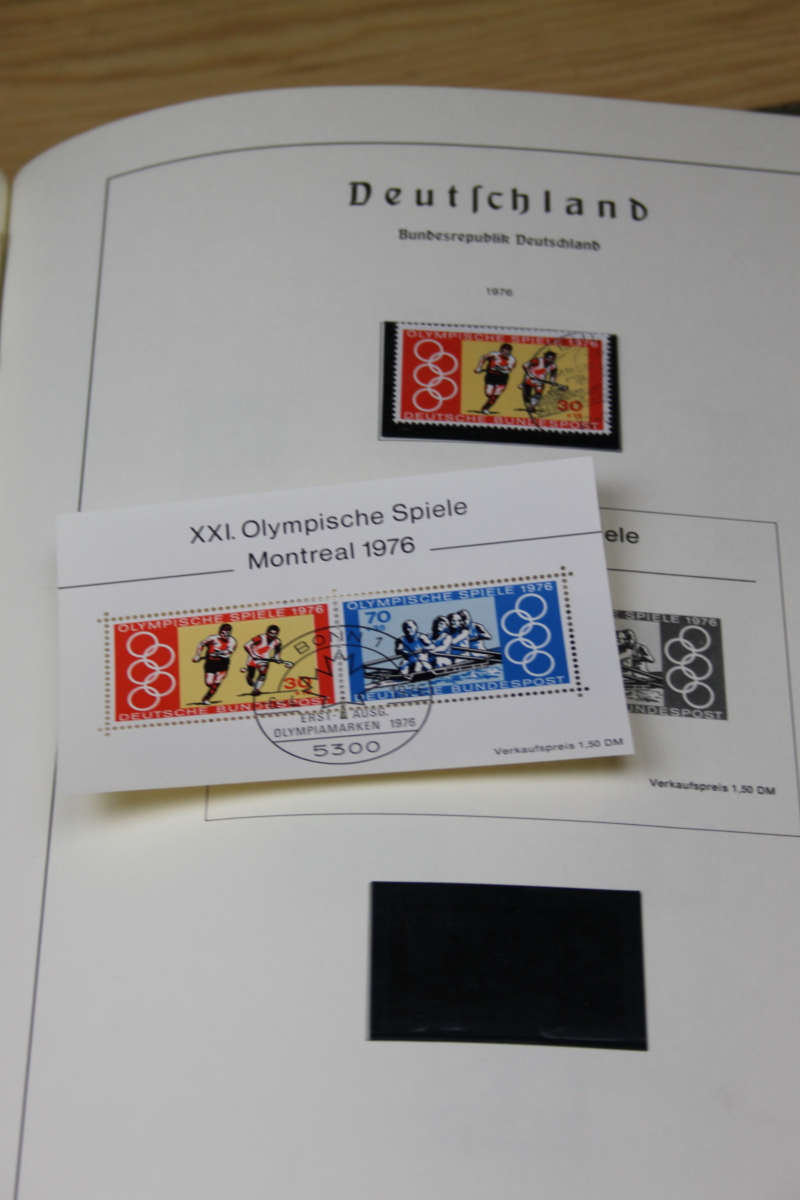 Deutſchland
Bundesrepublik Deutschland
1976
OLYMPISCHE SPIELE 1976
30
DEUTSCHE BUNDESPOST
XXI. Olympische Spiele
Montreal 1976
OLYMPISCHE SPIELE 1976
30
DEUTSCHE BUNDESPOST
OLYMPISCHE SPIELE 1976
70
DEUTSCHE BUNDESPOST
BONN
ERST- AUSG.
OLYMPIAMARKEN 1976
5300
Verkaufspreis 1,50 DM
ele
SPIELE 1976
UNDESPOST
Verkaufspreis 1,50 DM